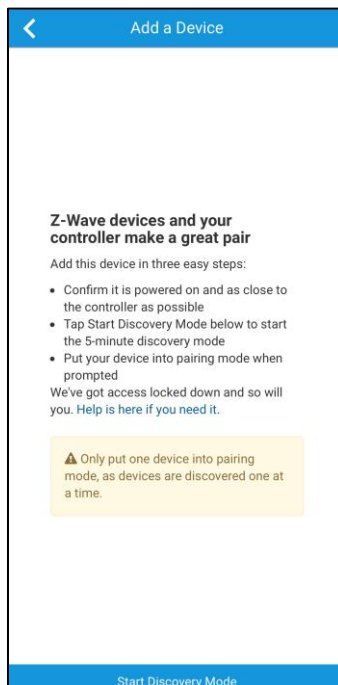 Add a Device
Z-Wave devices and your
controller make a great pair
Add this device in three easy steps:
• Confirm it is powered on and as close to
the controller as possible
• Tap Start Discovery Mode below to start
the 5-minute discovery mode
• Put your device into pairing mode when
prompted
We've got access locked down and so will
you. Help is here if you need it.
Only put one device into pairing
mode, as devices are discovered one at
a time.
Start Discovery Mode